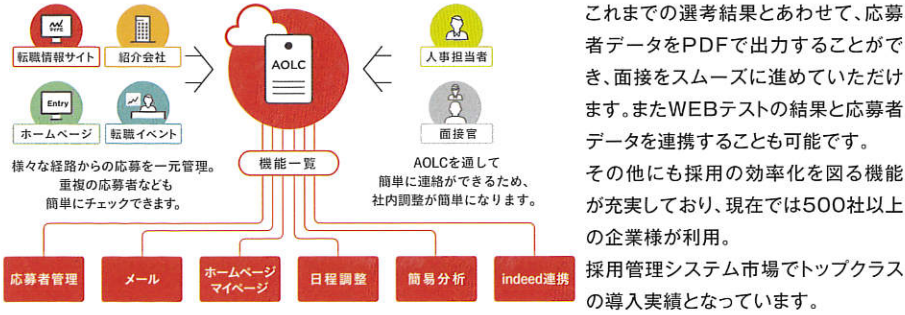 TYPE
転職情報サイト
紹介会社
Entry
ホームページ
転職イベント
様々な経路からの応募を一元管理。
重複の応募者なども
簡単にチェックできます。
AOLC
機能一覧
人事担当者
面接官
AOLCを通して
簡単に連絡ができるため、
社内調整が簡単になります。
応募者管理
メール
ホームページ
マイページ
日程調整
簡易分析
indeed連携
これまでの選考結果とあわせて、応募
者データをPDFで出力することがで
き、面接をスムーズに進めていただけ
ます。またWEBテストの結果と応募者
データを連携することも可能です。
その他にも採用の効率化を図る機能
が充実しており、現在では500社以上
の企業様が利用。
採用管理システム市場でトップクラス
の導入実績となっています。